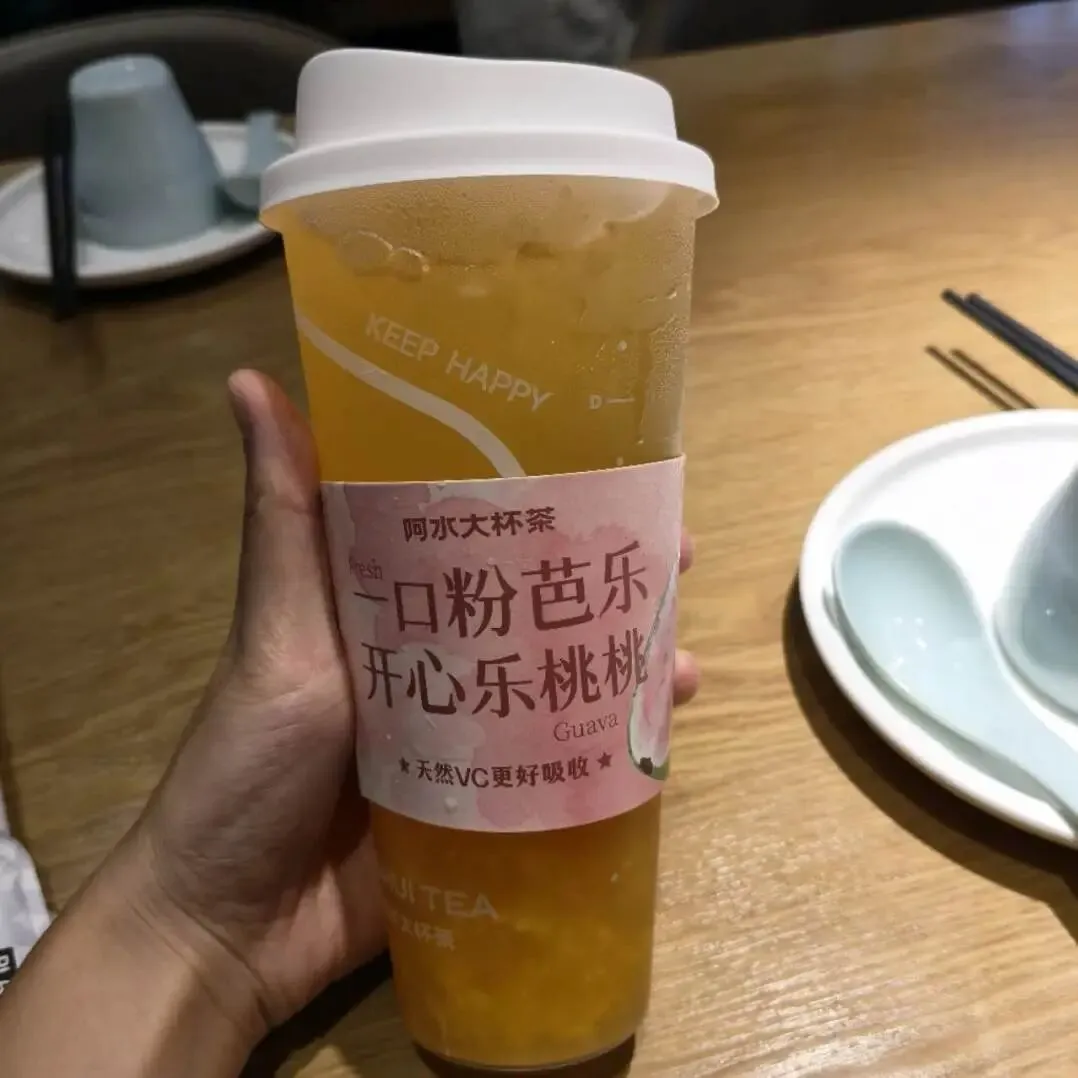 KEEP HAPPY
D
阿水大杯茶
Fresh
一口粉芭乐
开心乐桃桃
Guava
★天然VC更好吸收★
TEA
大杯茶